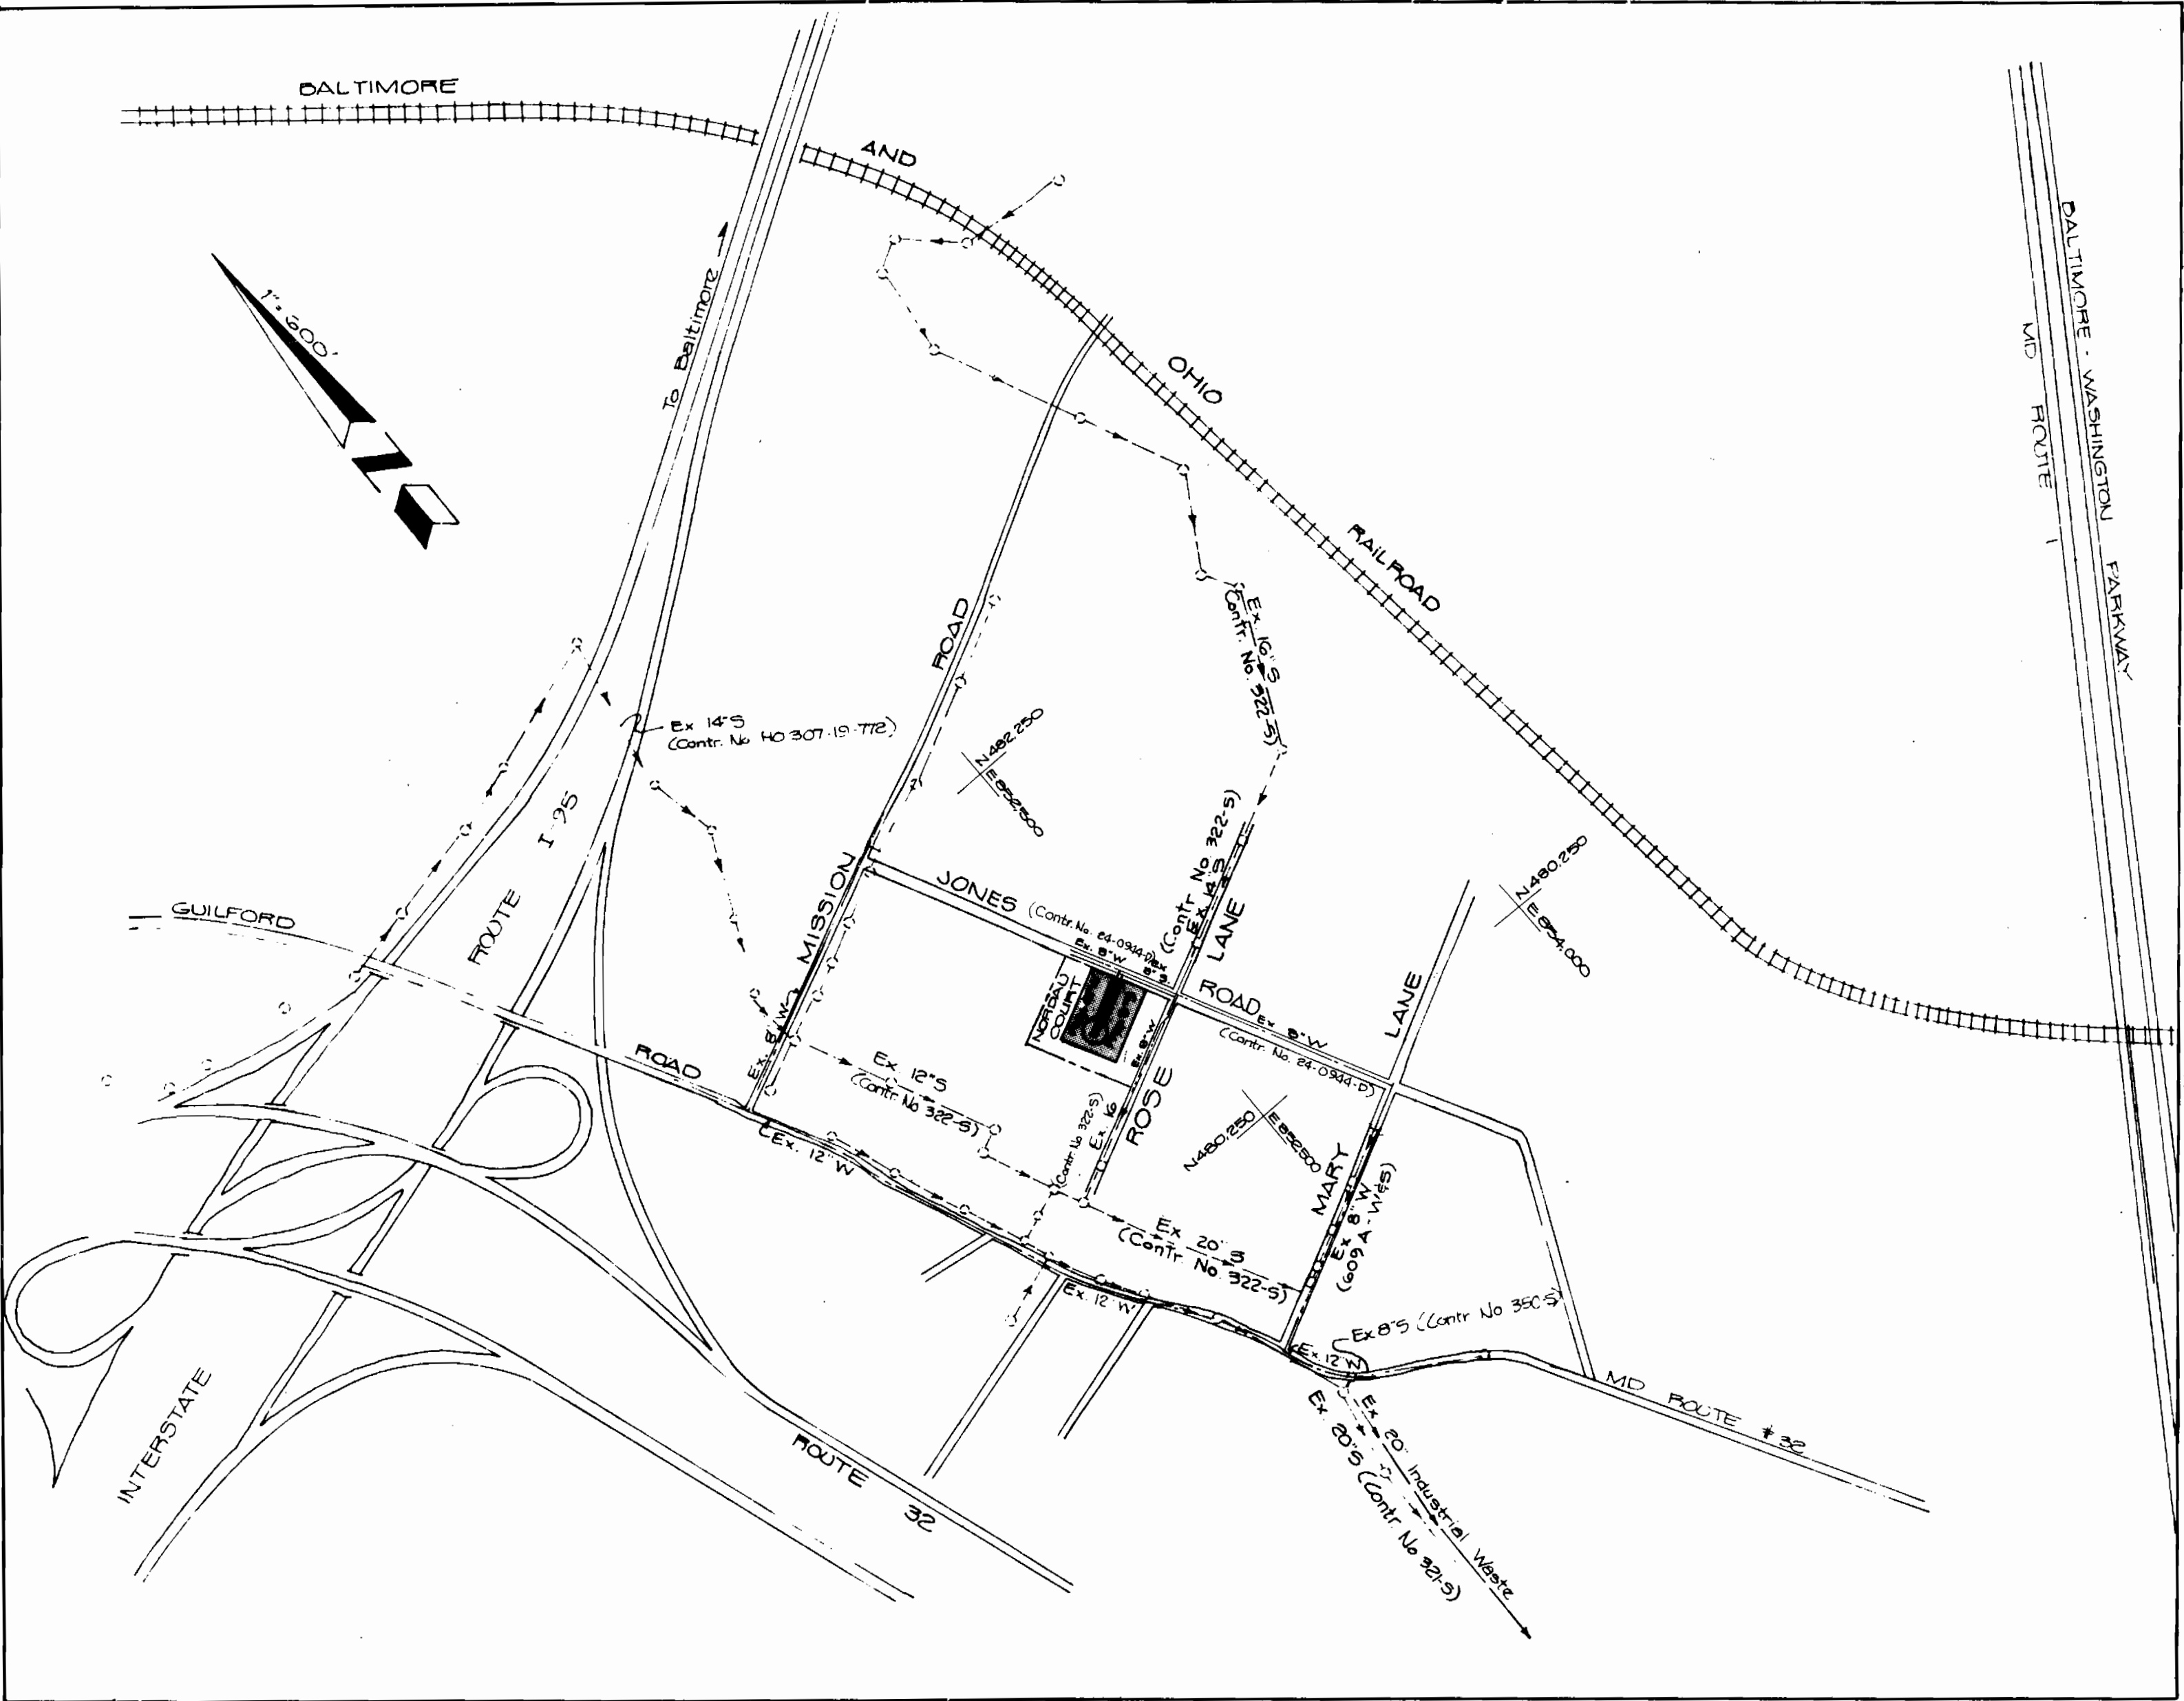 BALTIMORE
AND
OHIO
RAILROAD
BALTIMORE - WASHINGTON PARKWAY
MD ROUTE 1
1"=600'
N
To Baltimore
Ex. 16"S
(Contr. No. 322-S)
ROAD
Ex 14"S
(Contr. No HO 307-19-772)
N 482,250
E 852,500
I-95
ROUTE
GUILFORD
MISSION
JONES
(Contr. No. 24-0944-D)
Ex. 8"W
Ex 8"S
(Contr No 322-S)
Ex. 14"S
LANE
N 480,250
E 854,000
NORDAU
COURT
ROAD
Ex 8"W
(Contr. No. 24-0944-D)
LANE
Ex. 8"W
ROAD
Ex. 8"W
Ex. 12"S
(Contr. No 322-S)
(Contr. No 322-S)
Ex. 16
ROSE
N 480,250
E 852,500
MARY
Ex 8" W
(609 A-W&S)
Ex. 12"W
Ex 20" S
(Contr. No. 322-S)
Ex. 12"W
Ex 8"S (Contr No 350-S)
Ex. 12"W
MD ROUTE #32
INTERSTATE
ROUTE 32
Ex. 20" Industrial Waste
Ex. 20"S (Contr. No 321-S)